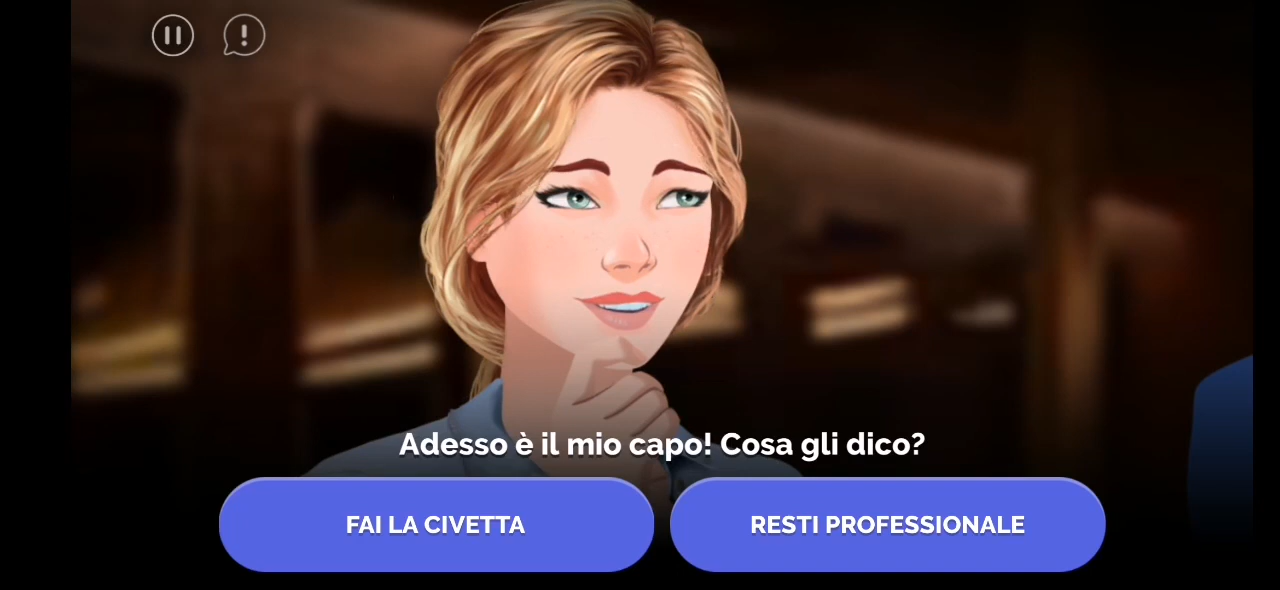 Adesso è il mio capo! Cosa gli dico?
FAI LA CIVETTA
RESTI PROFESSIONALE